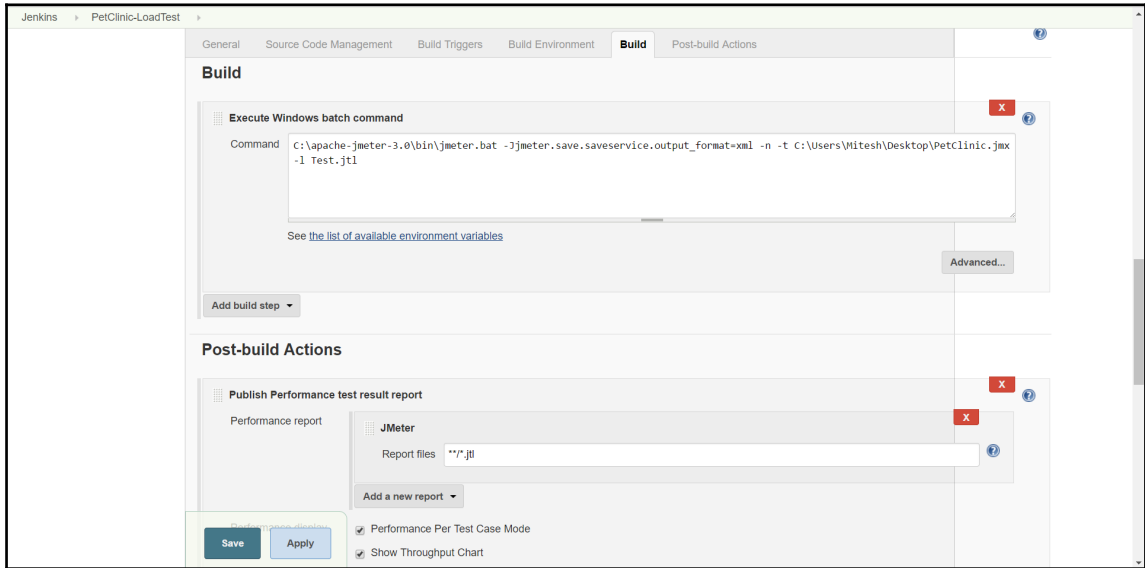 Jenkins PetClinic-LoadTest
General Source Code Management Build Triggers Build Environment Build Post-build Actions
Build
Execute Windows batch command
X
Command
C:\apache-jmeter-3.0\bin\jmeter.bat -Jjmeter.save.saveservice.output_format=xml -n -t C:\Users\Mitesh\Desktop\PetClinic.jmx
-l Test.jtl
See the list of available environment variables
Advanced...
Add build step
Post-build Actions
X
Publish Performance test result report
Performance report
X
JMeter
Report files **/*.jtl
Add a new report
Performance display
Performance Per Test Case Mode
Save Apply
Show Throughput Chart